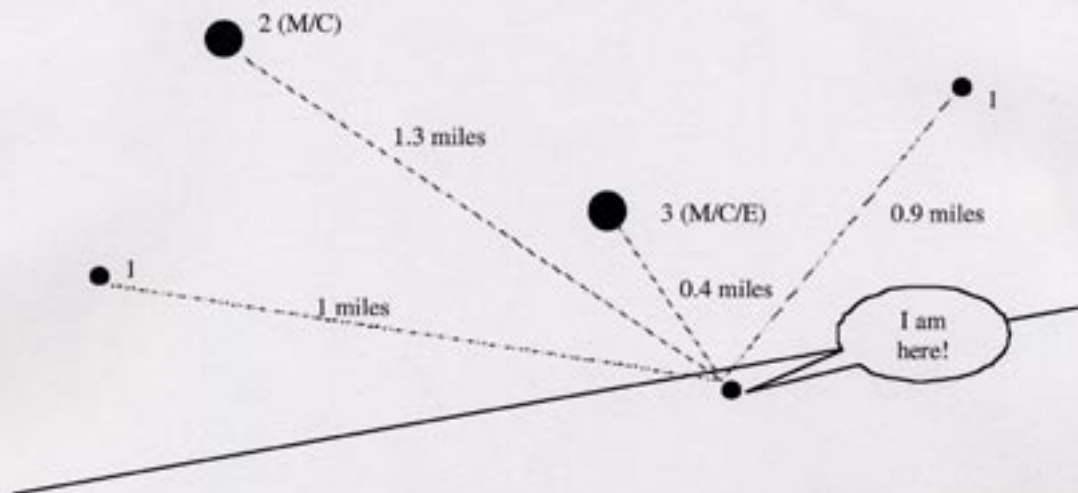 2 (M/C)
1
1.3 miles
3 (M/C/E)
0.9 miles
1
0.4 miles
1 miles
I am
here!